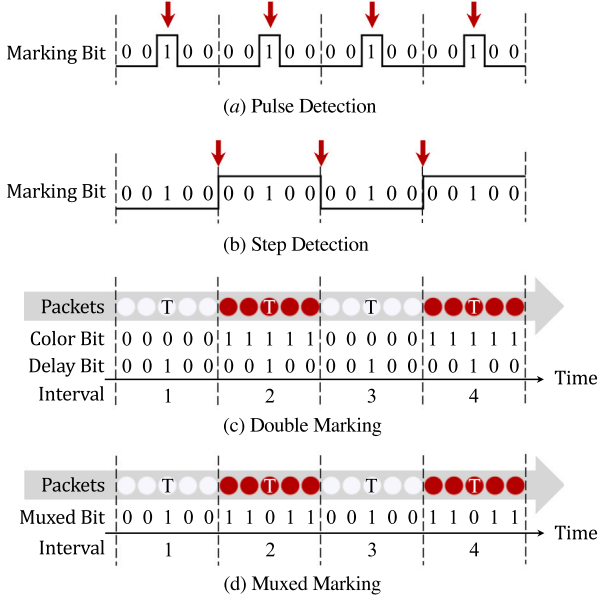 Marking Bit 0 0 1 0 0 0 0 1 0 0 0 0 1 0 0 0 0 1 0 0
(a) Pulse Detection
Marking Bit 0 0 1 0 0 0 0 1 0 0 0 0 1 0 0 0 0 1 0 0
(b) Step Detection
Packets T T T T
Color Bit 0 0 0 0 0 1 1 1 1 1 0 0 0 0 0 1 1 1 1 1
Delay Bit 0 0 1 0 0 0 0 1 0 0 0 0 1 0 0 0 0 1 0 0
Time
Interval 1 2 3 4
(c) Double Marking
Packets T T T T
Muxed Bit 0 0 1 0 0 1 1 0 1 1 0 0 1 0 0 1 1 0 1 1
Time
Interval 1 2 3 4
(d) Muxed Marking